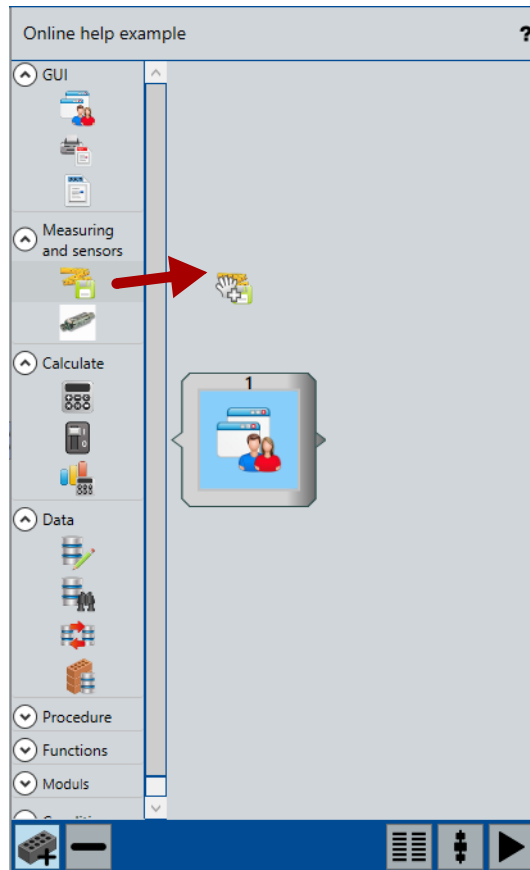 Online help example
?
GUI
Measuring
and sensors
1
Calculate
Data
Procedure
Functions
Moduls